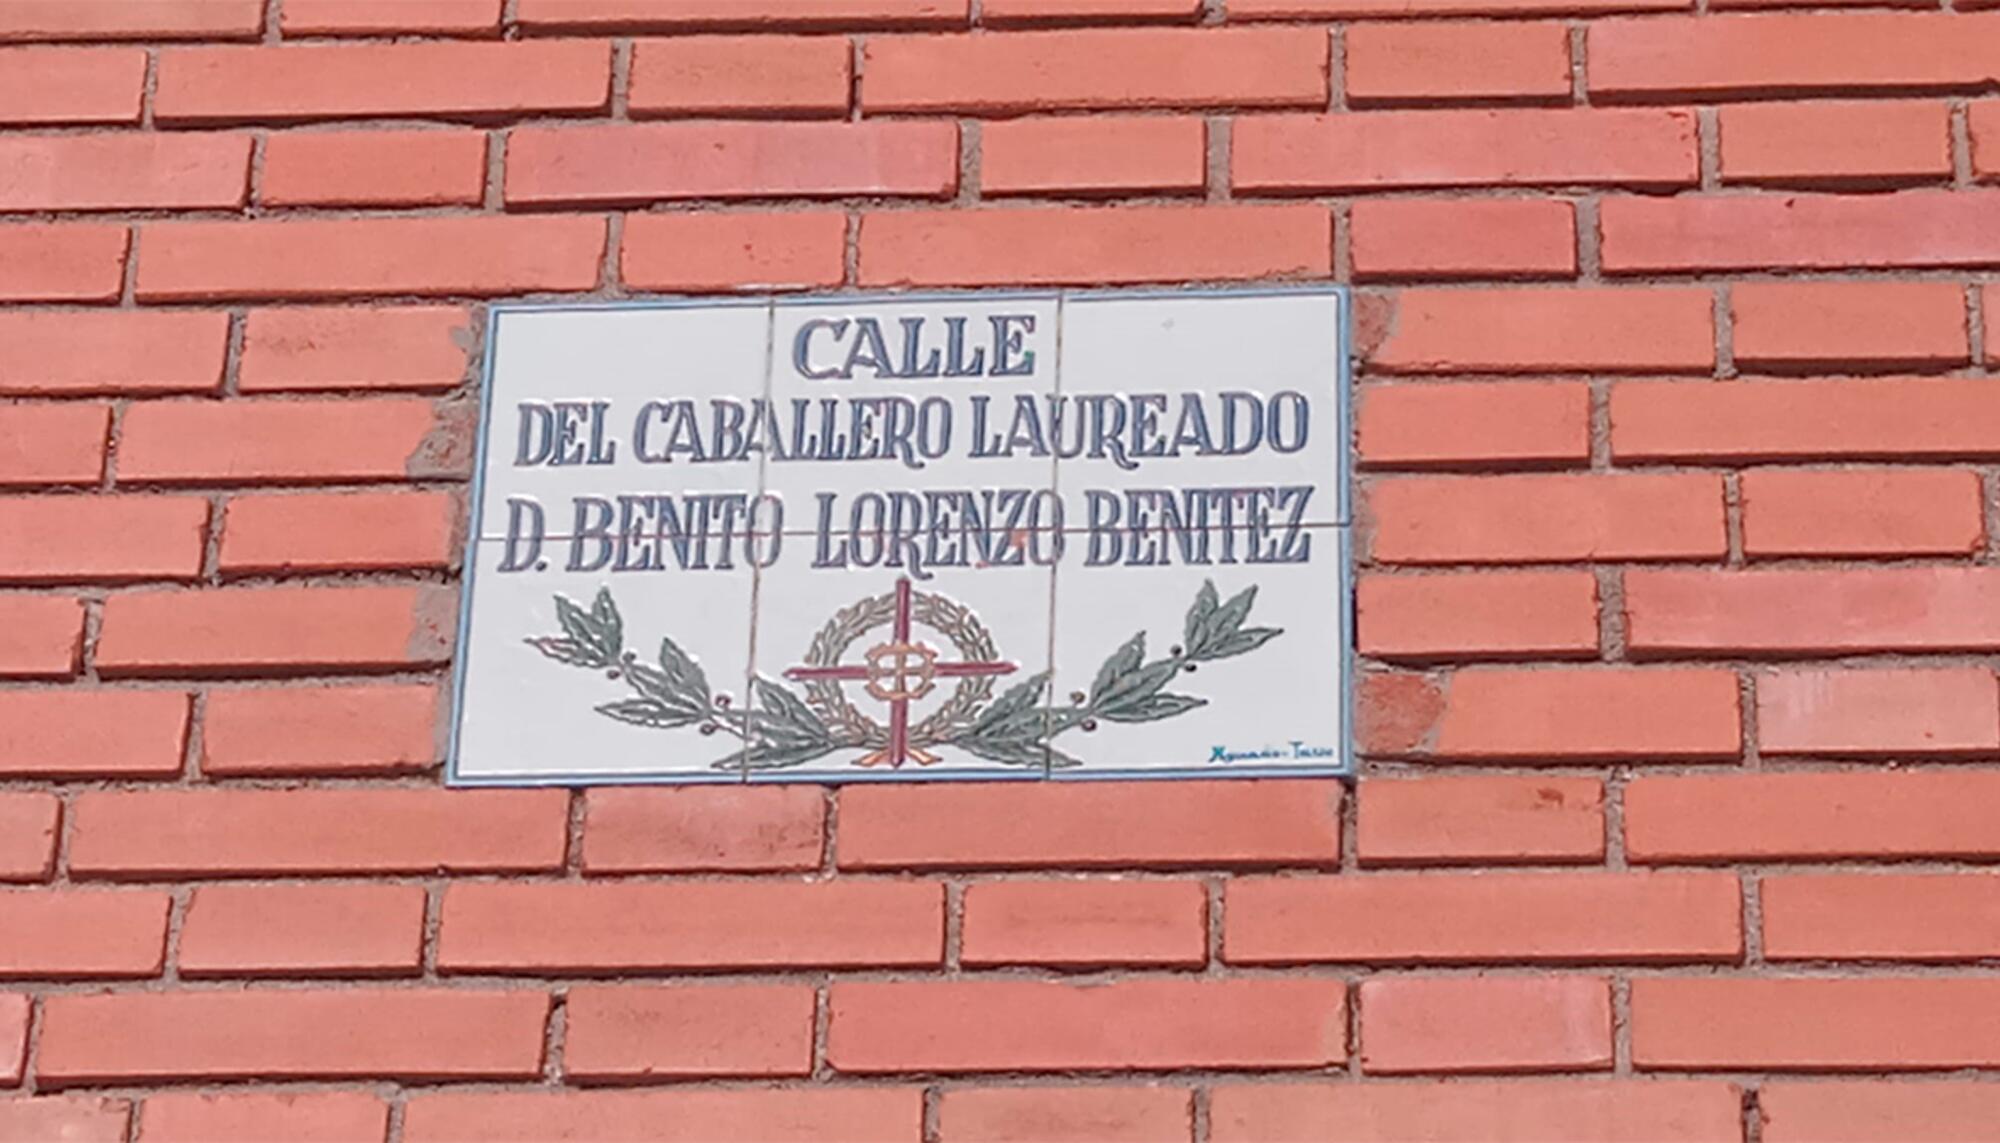 CALLE
DEL CABALLERO LAUREADO
D. BENITO LORENZO BENITEZ